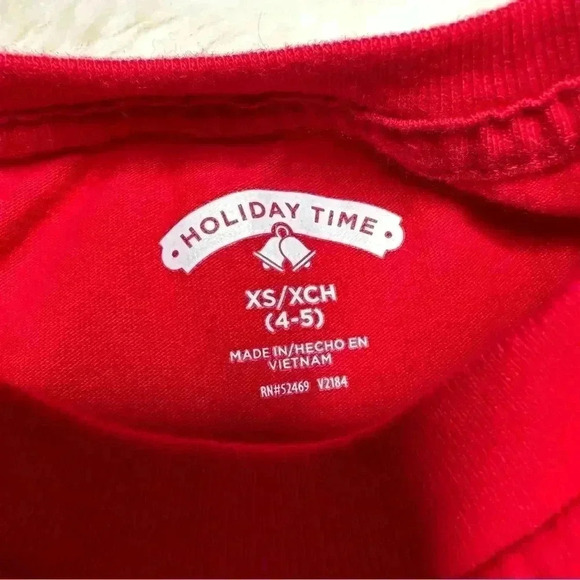 • HOLIDAY TIME •
XS/XCH
(4-5)
MADE IN/HECHO EN
VIETNAM
RN#52469 V2184